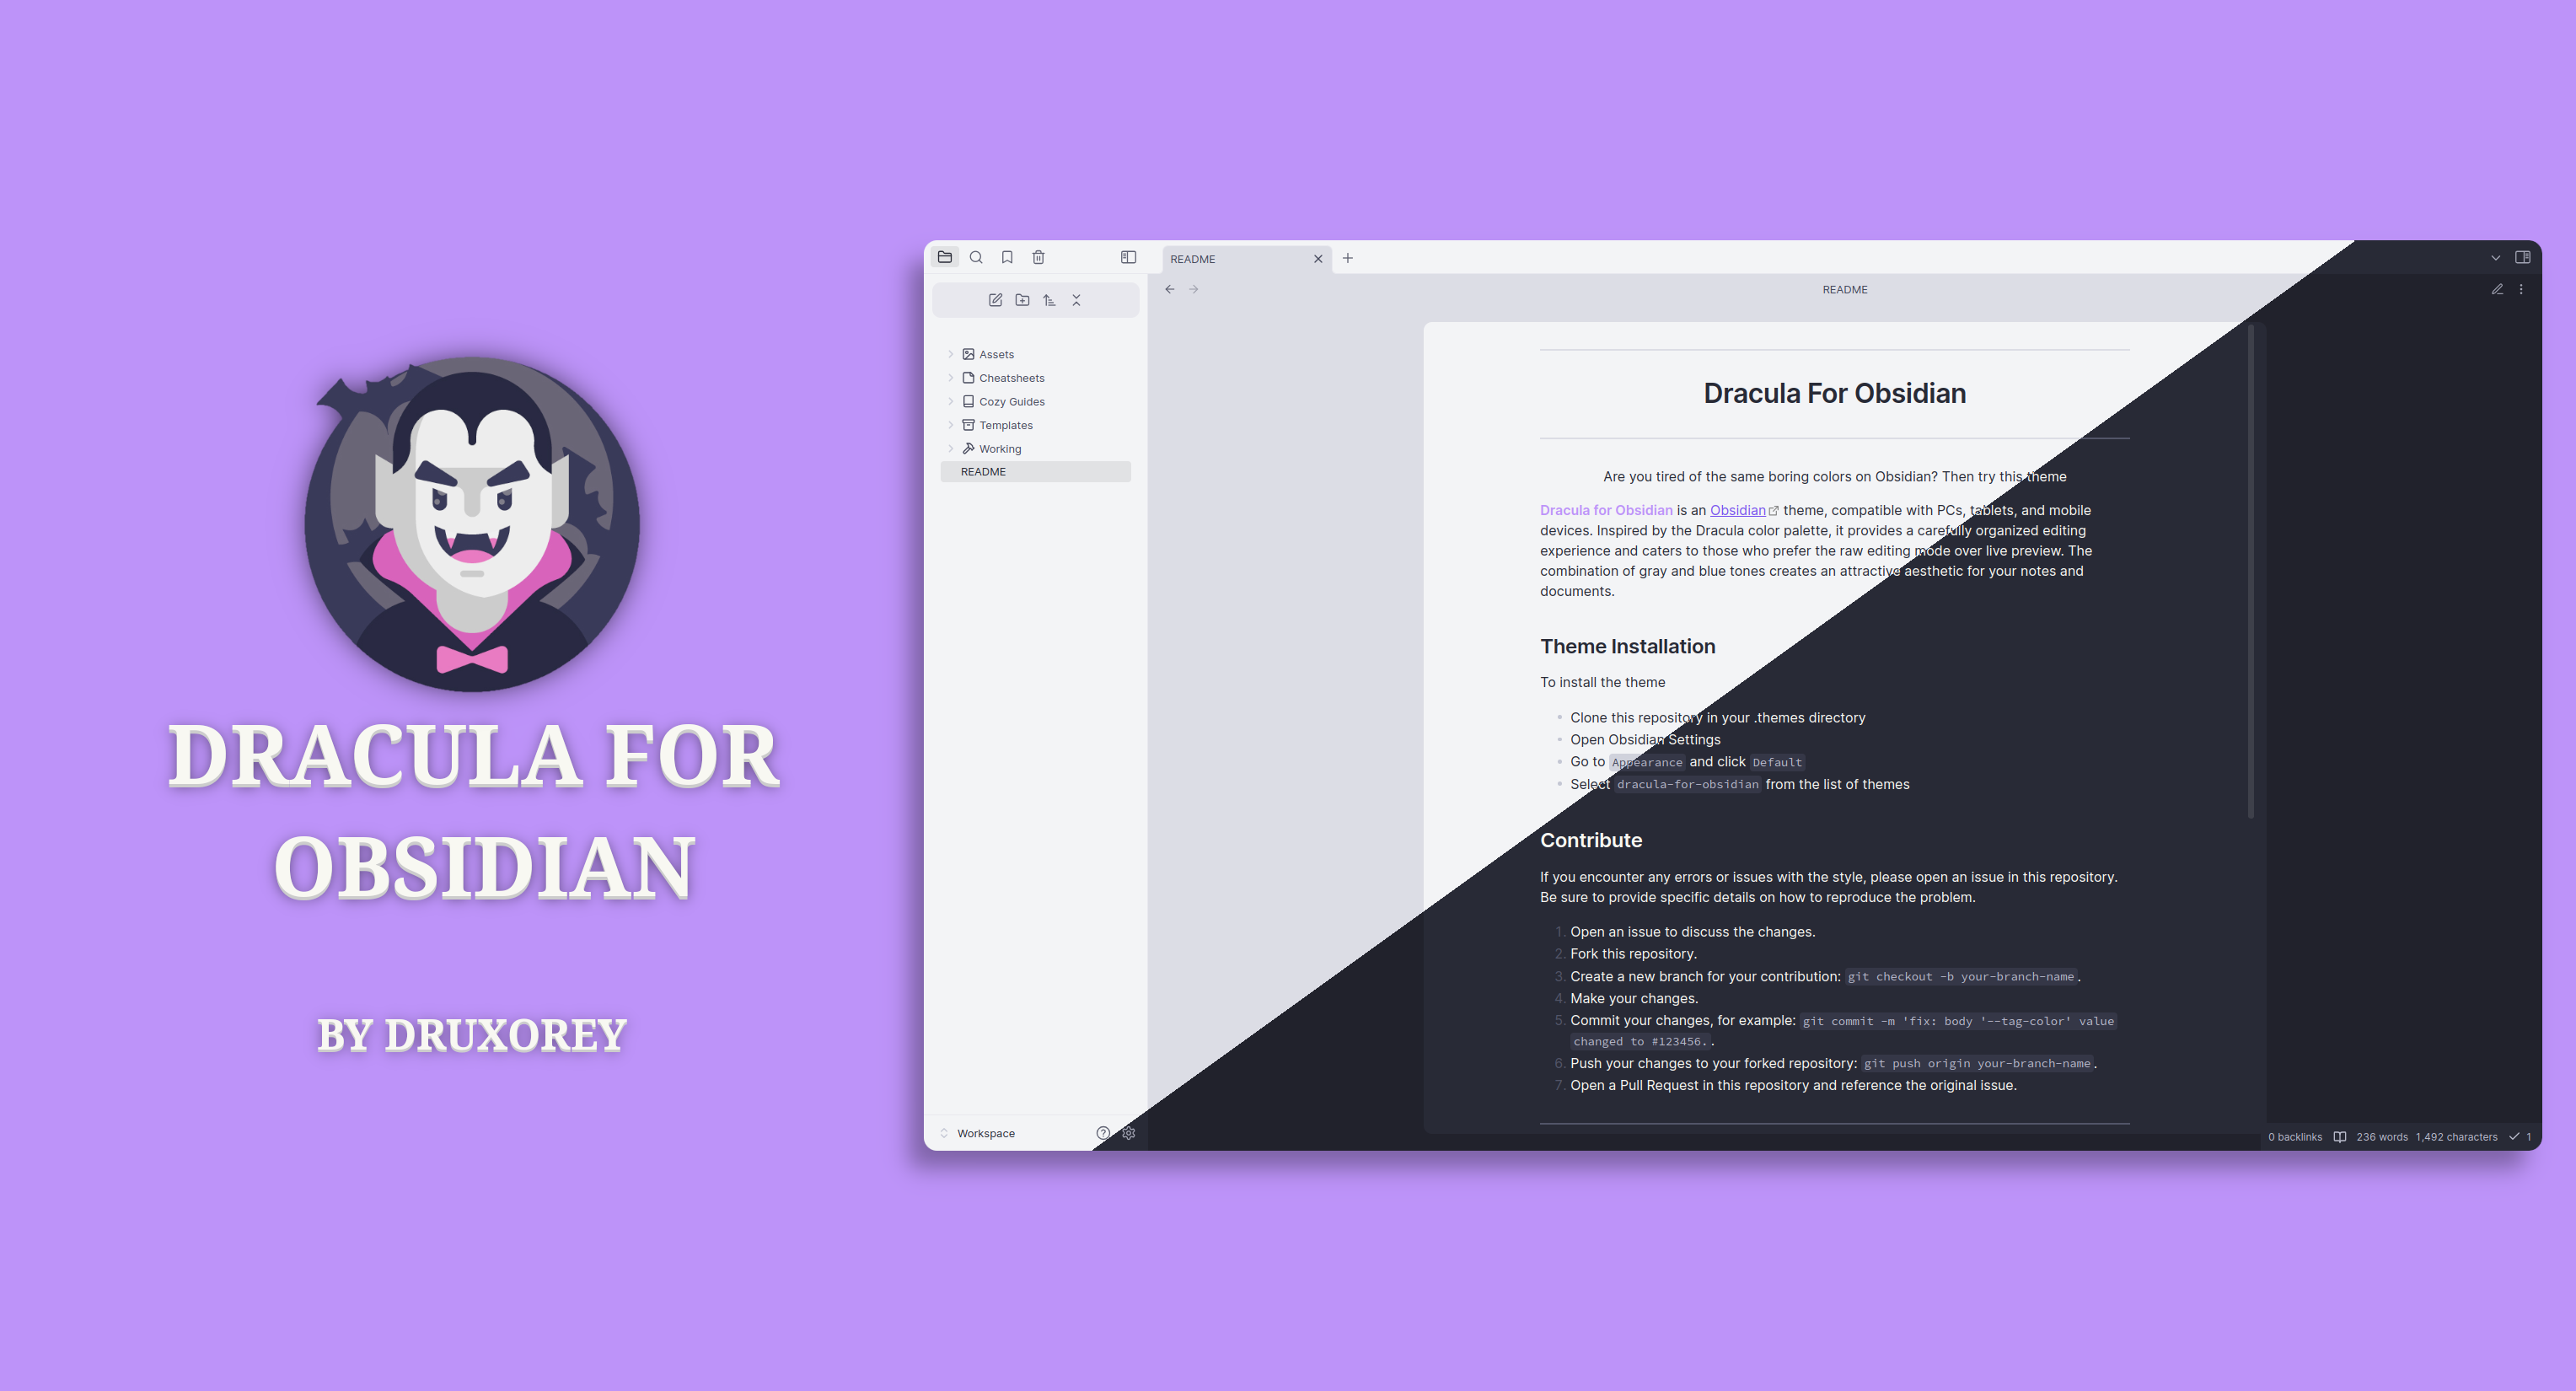 DRACULA FOR
OBSIDIAN
BY DRUXOREY
README
README
Assets
Cheatsheets
Cozy Guides
Templates
Working
README
Workspace
Dracula For Obsidian
Are you tired of the same boring colors on Obsidian? Then try this theme
Dracula for Obsidian is an Obsidian theme, compatible with PCs, tablets, and mobile
devices. Inspired by the Dracula color palette, it provides a carefully organized editing
experience and caters to those who prefer the raw editing mode over live preview. The
combination of gray and blue tones creates an attractive aesthetic for your notes and
documents.
Theme Installation
To install the theme
• Clone this repository in your .themes directory
• Open Obsidian Settings
• Go to Appearance and click Default
• Select dracula-for-obsidian from the list of themes
Contribute
If you encounter any errors or issues with the style, please open an issue in this repository.
Be sure to provide specific details on how to reproduce the problem.
1. Open an issue to discuss the changes.
2. Fork this repository.
3. Create a new branch for your contribution: git checkout -b your-branch-name.
4. Make your changes.
5. Commit your changes, for example: git commit -m 'fix: body '--tag-color' value
changed to #123456..
6. Push your changes to your forked repository: git push origin your-branch-name.
7. Open a Pull Request in this repository and reference the original issue.
0 backlinks 236 words 1,492 characters 1